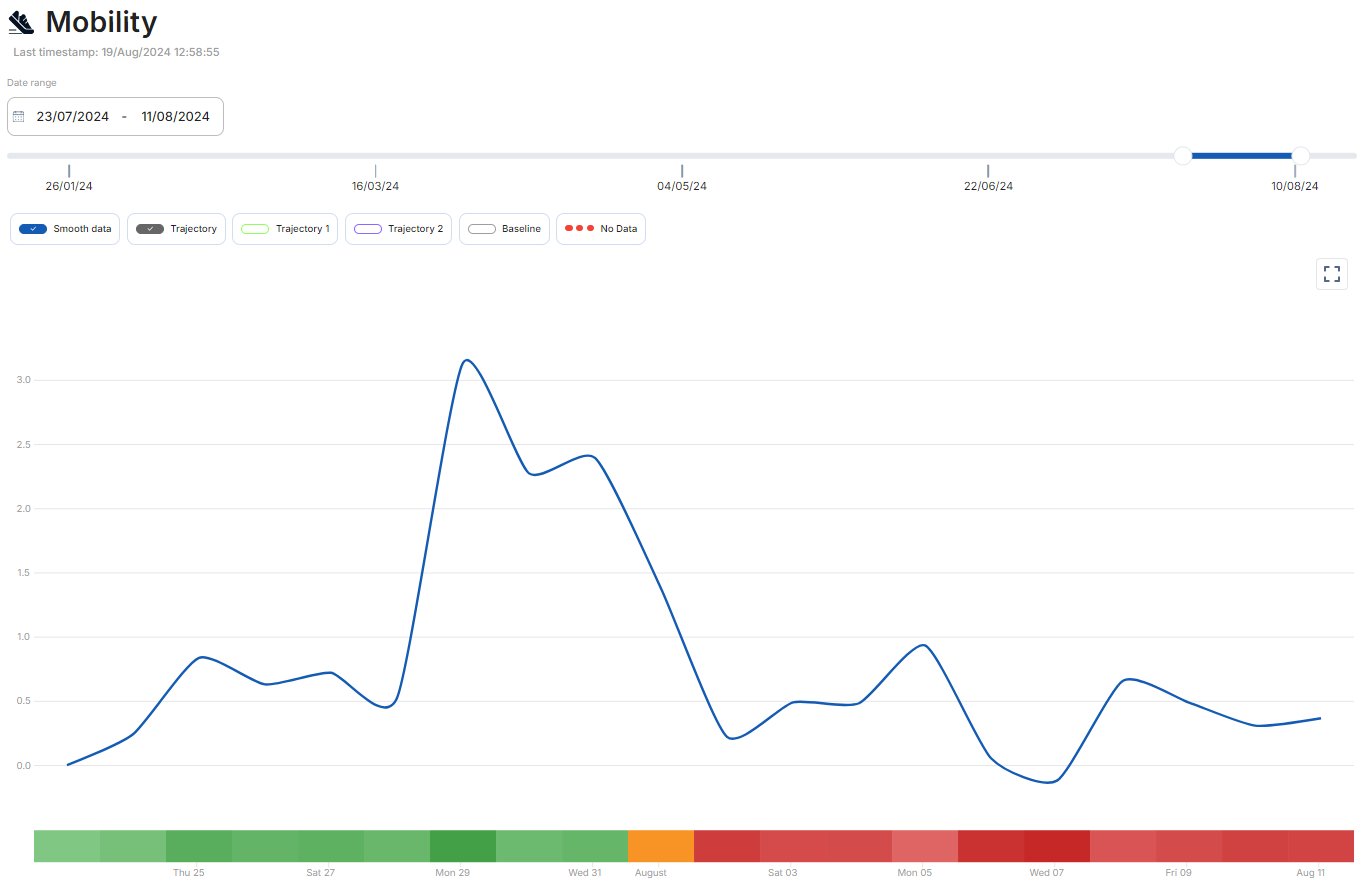 Mobility
Last timestamp: 19/Aug/2024 12:58:55
Date range
23/07/2024 - 11/08/2024
26/01/24 16/03/24 04/05/24 22/06/24 10/08/24
Smooth data Trajectory Trajectory 1 Trajectory 2 Baseline No Data
3.0
2.5
2.0
1.5
1.0
0.5
0.0
Thu 25 Sat 27 Mon 29 Wed 31 August Sat 03 Mon 05 Wed 07 Fri 09 Aug 11